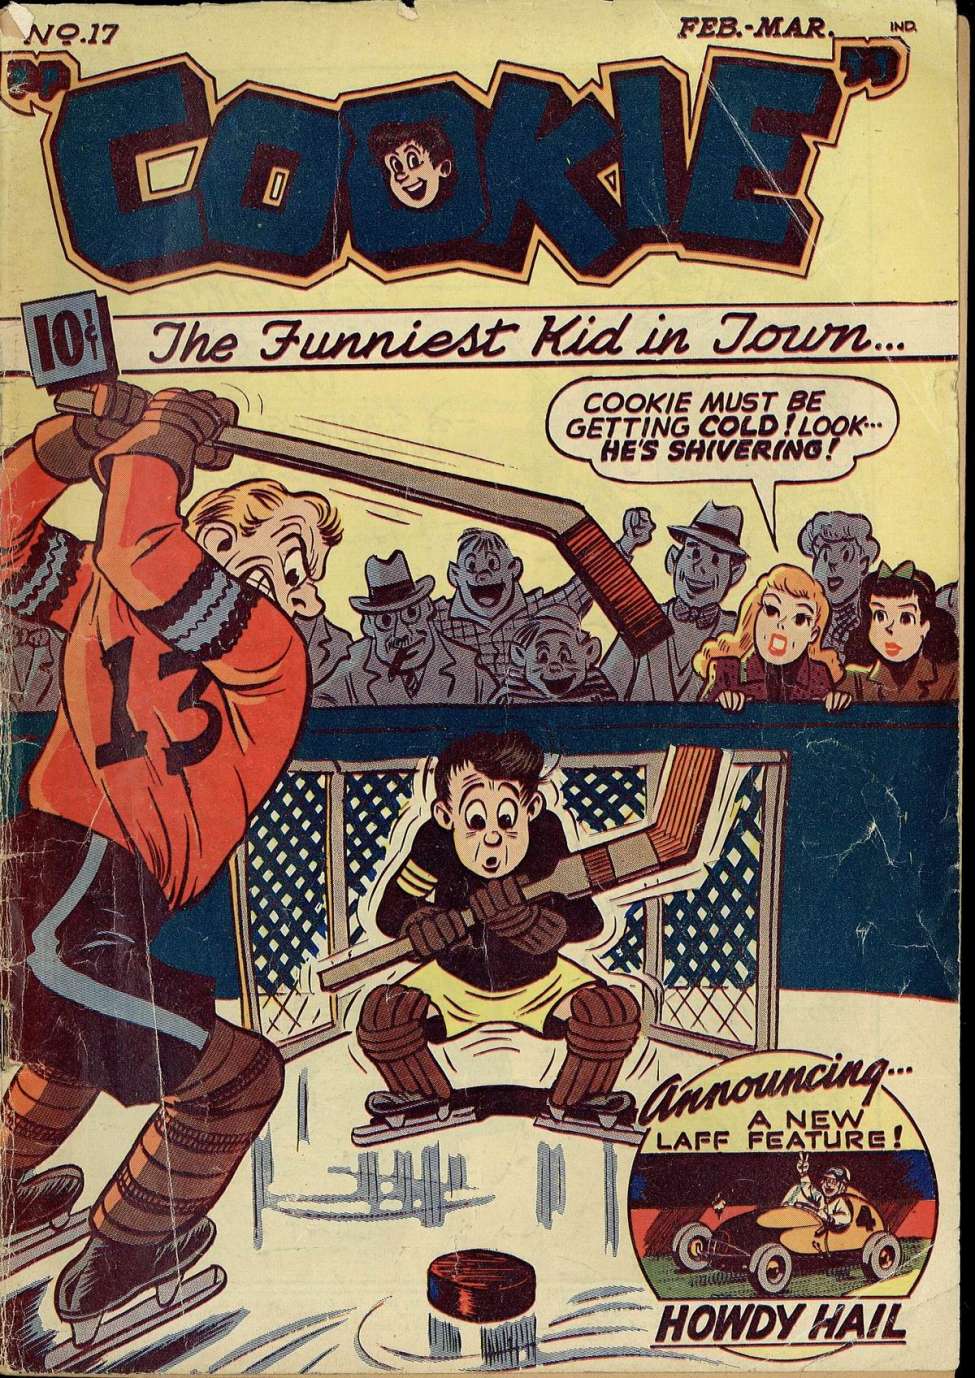 NO. 17
FEB.-MAR.
IND.
"COOKIE"
10¢
The Funniest Kid in Town...
COOKIE MUST BE
GETTING COLD! LOOK...
HE'S SHIVERING!
13
Announcing...
A NEW
LAFF FEATURE!
4
HOWDY HAIL